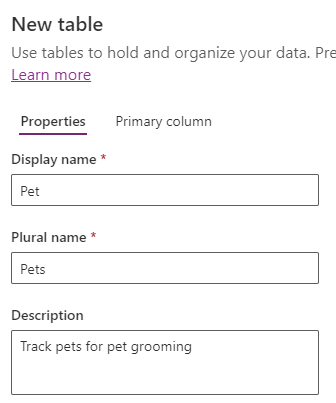 New table
Use tables to hold and organize your data. Pre
Learn more
Properties Primary column
Display name *
Pet
Plural name *
Pets
Description
Track pets for pet grooming